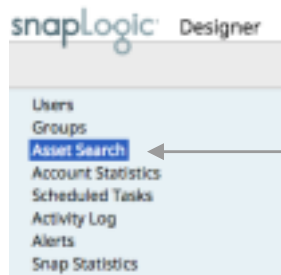 snapLogic Designer
Users
Groups
Asset Search
Account Statistics
Scheduled Tasks
Activity Log
Alerts
Snap Statistics